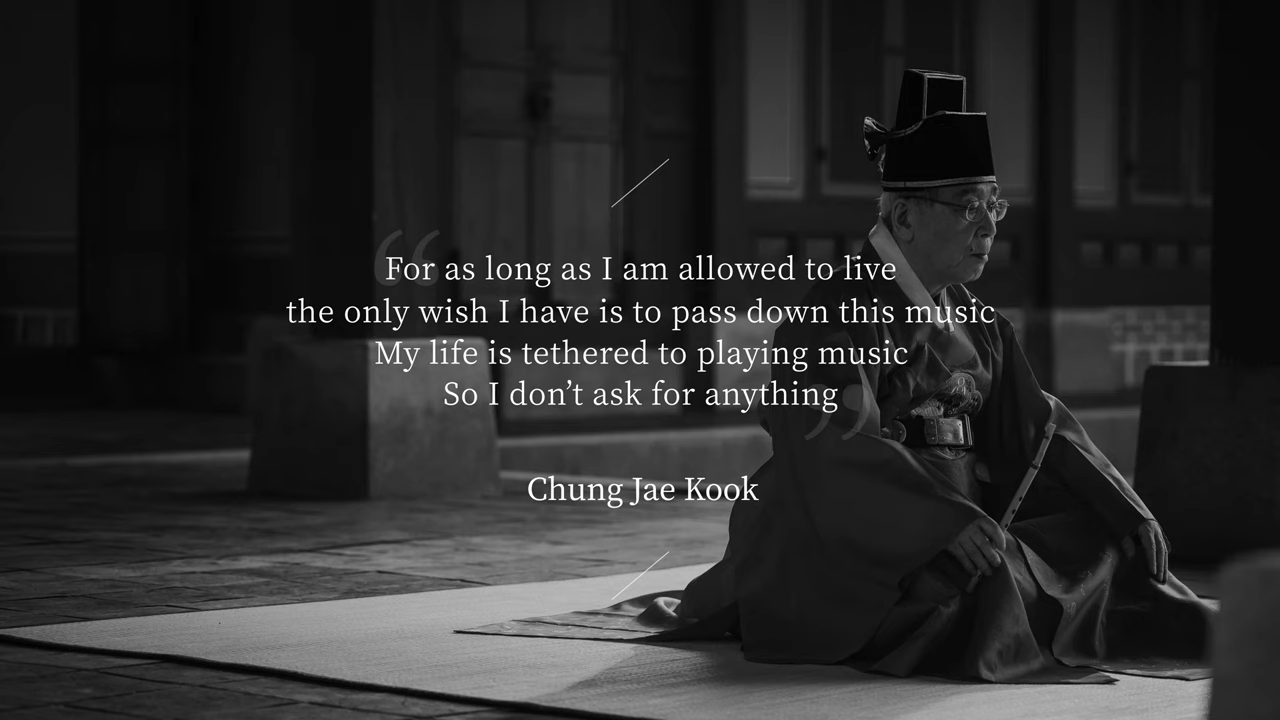 “For as long as I am allowed to live
the only wish I have is to pass down this music
My life is tethered to playing music
So I don’t ask for anything”
Chung Jae Kook